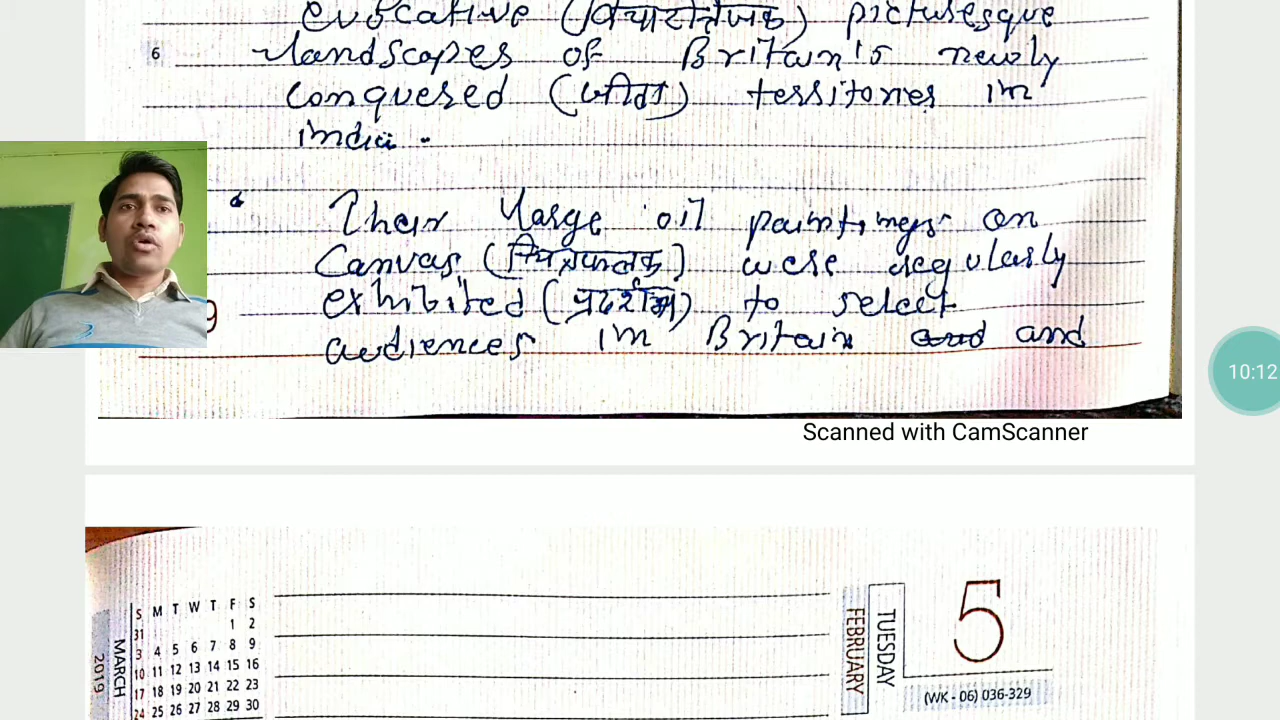 evocative (विचारोत्तेजक) picturesque
6 landscapes of Britain's newly
conquered (जीता) territories in
india.
Their large oil paintings on
Canvas (चित्रफलक) were regularly
exhibited (प्रदर्शित) to select
9
audiences in Britain and
10:12
Scanned with CamScanner
MARCH 2019
S M T W T F S
31 1 2
3 4 5 6 7 8 9
10 11 12 13 14 15 16
17 18 19 20 21 22 23
24 25 26 27 28 29 30
FEBRUARY
TUESDAY
5
(WK - 06) 036-329